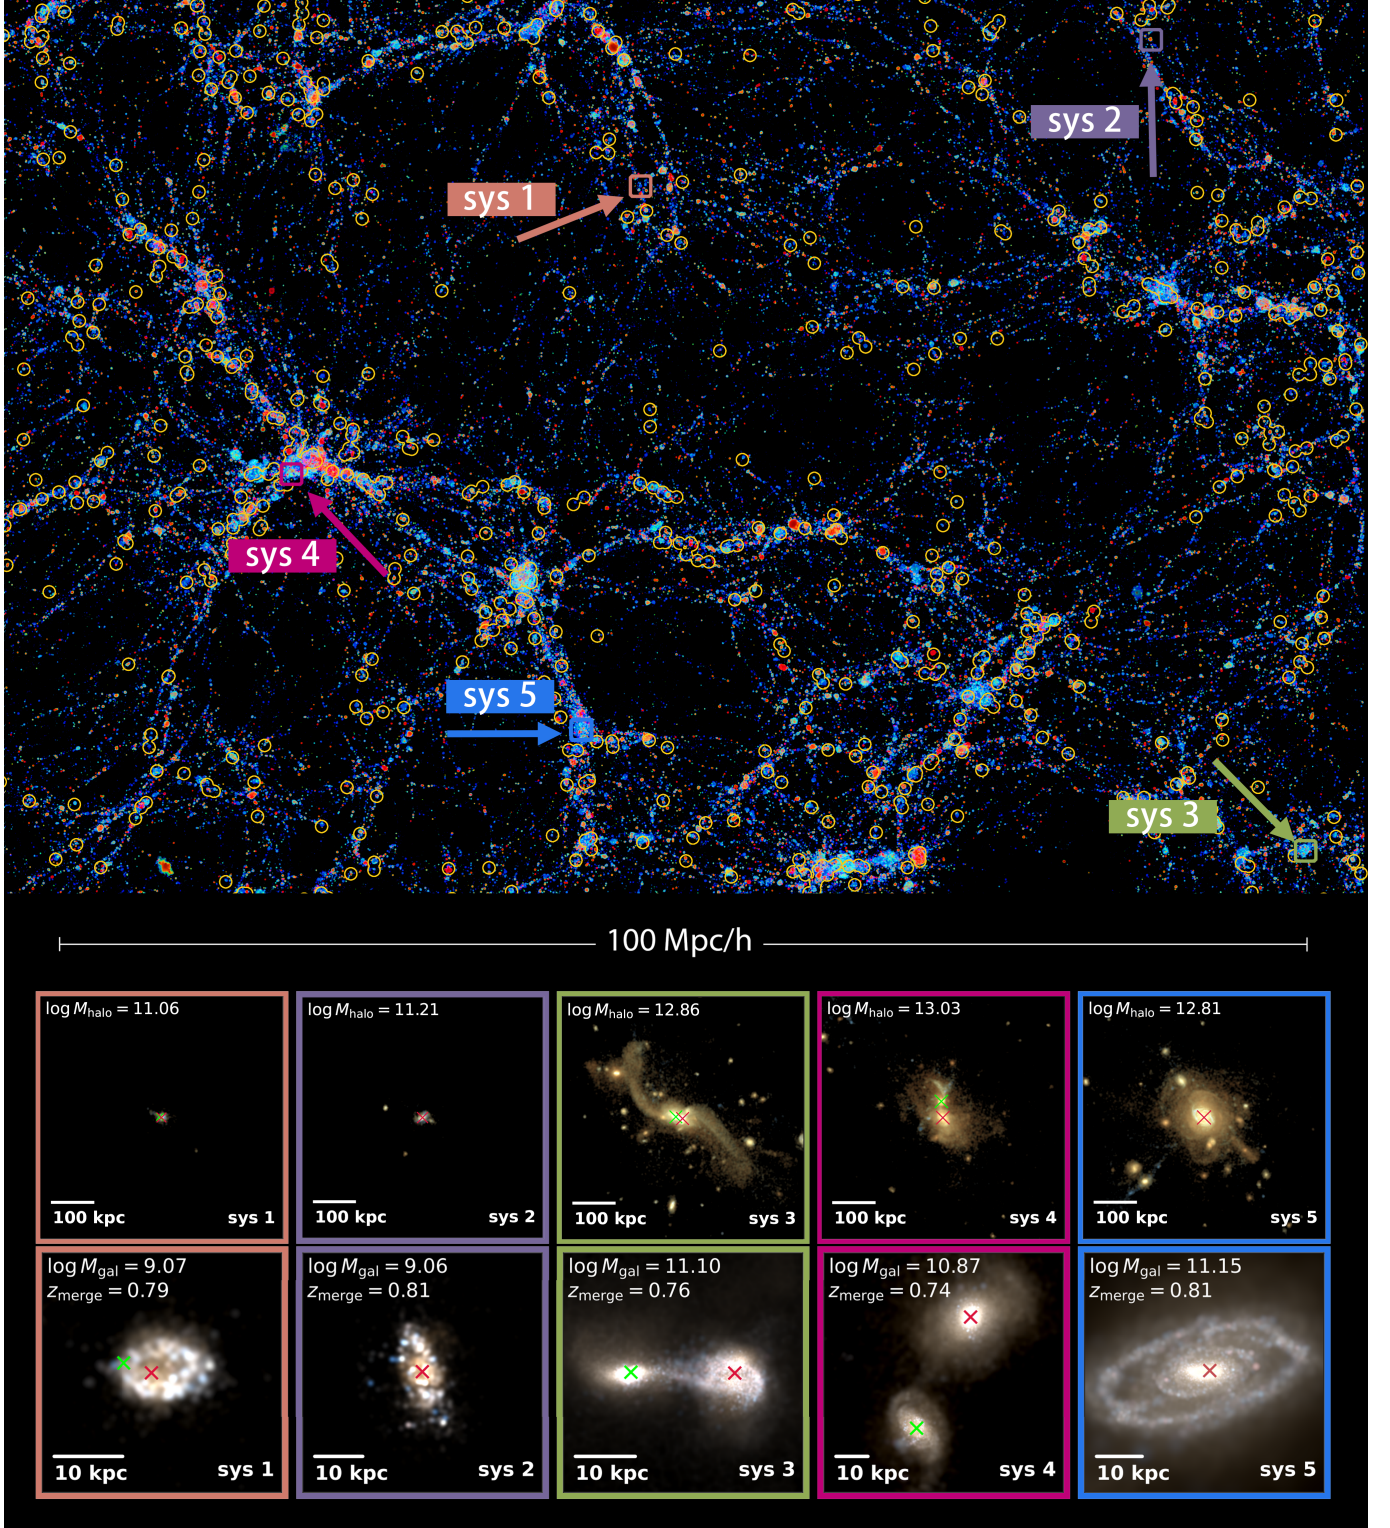 sys 2
sys 1
sys 4
sys 5
sys 3
100 Mpc/h
log M_halo = 11.06
100 kpc
sys 1
log M_halo = 11.21
100 kpc
sys 2
log M_halo = 12.86
100 kpc
sys 3
log M_halo = 13.03
100 kpc
sys 4
log M_halo = 12.81
100 kpc
sys 5
log M_gal = 9.07
z_merge = 0.79
10 kpc
sys 1
log M_gal = 9.06
z_merge = 0.81
10 kpc
sys 2
log M_gal = 11.10
z_merge = 0.76
10 kpc
sys 3
log M_gal = 10.87
z_merge = 0.74
10 kpc
sys 4
log M_gal = 11.15
z_merge = 0.81
10 kpc
sys 5